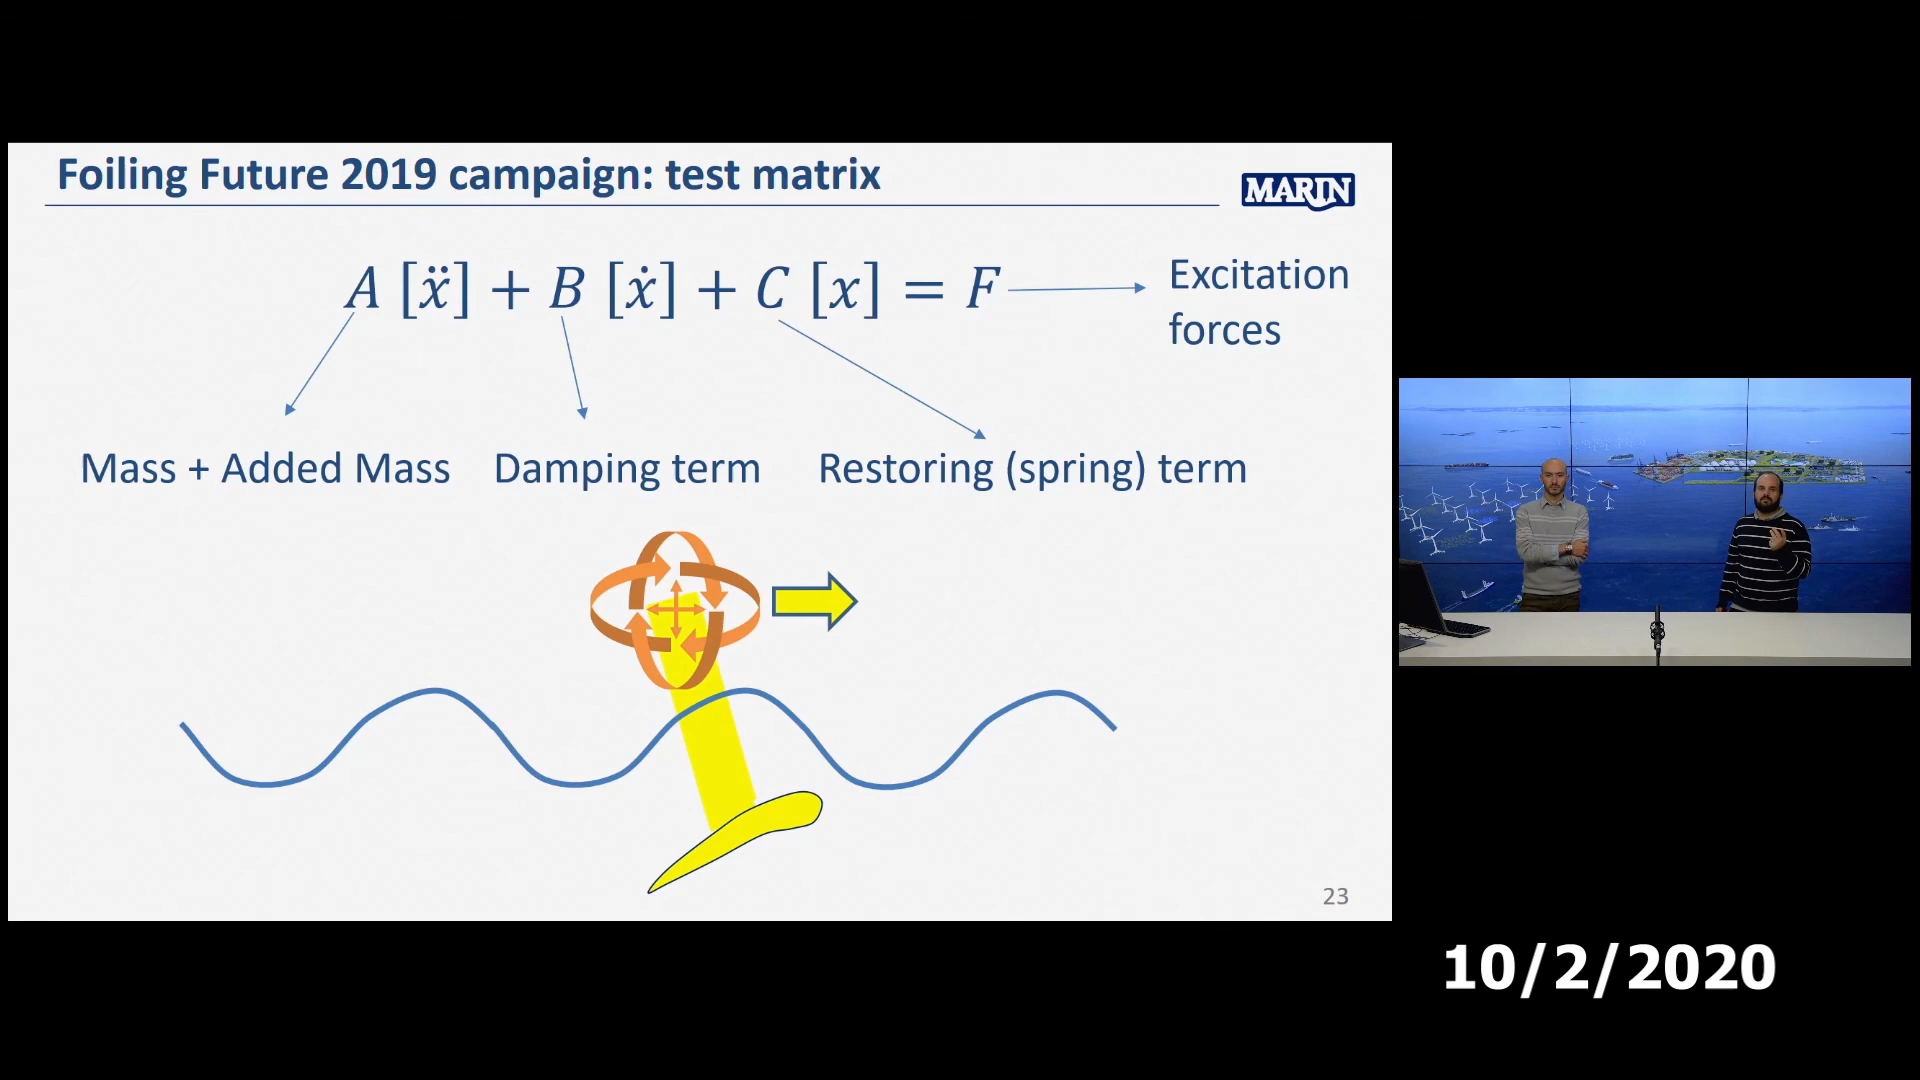 Foiling Future 2019 campaign: test matrix
MARIN
A [ẍ] + B [ẋ] + C [x] = F
Excitation
forces
Mass + Added Mass
Damping term
Restoring (spring) term
23
10/2/2020